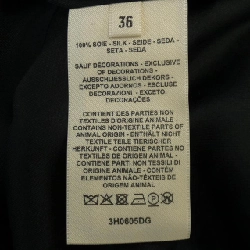 36
100% SOIE - SILK - SEIDE - SEDA -
SETA - SEDA
SAUF DÉCORATIONS - EXCLUSIVE
OF DECORATIONS -
AUSSCHLIESSLICH DEKORS -
EXCEPTO ADORNOS - ESCLUSE
DECORAZIONI - EXCETO
DECORAÇÕES
CONTIENT DES PARTIES NON
TEXTILES D'ORIGINE ANIMALE
CONTAINS NON-TEXTILE PARTS OF
ANIMAL ORIGIN - ENTHÄLT NICHT
TEXTILE TEILE TIERISCHER
HERKUNFT - CONTIENE PARTES
NO TEXTILES DE ORIGEN ANIMAL
CONTIENE PARTI NON TESSILI DI
ORIGINE ANIMALE - CONTÉM
ELEMENTOS NÃO TÊXTEIS DE
ORIGEM ANIMAL
3H0605DG